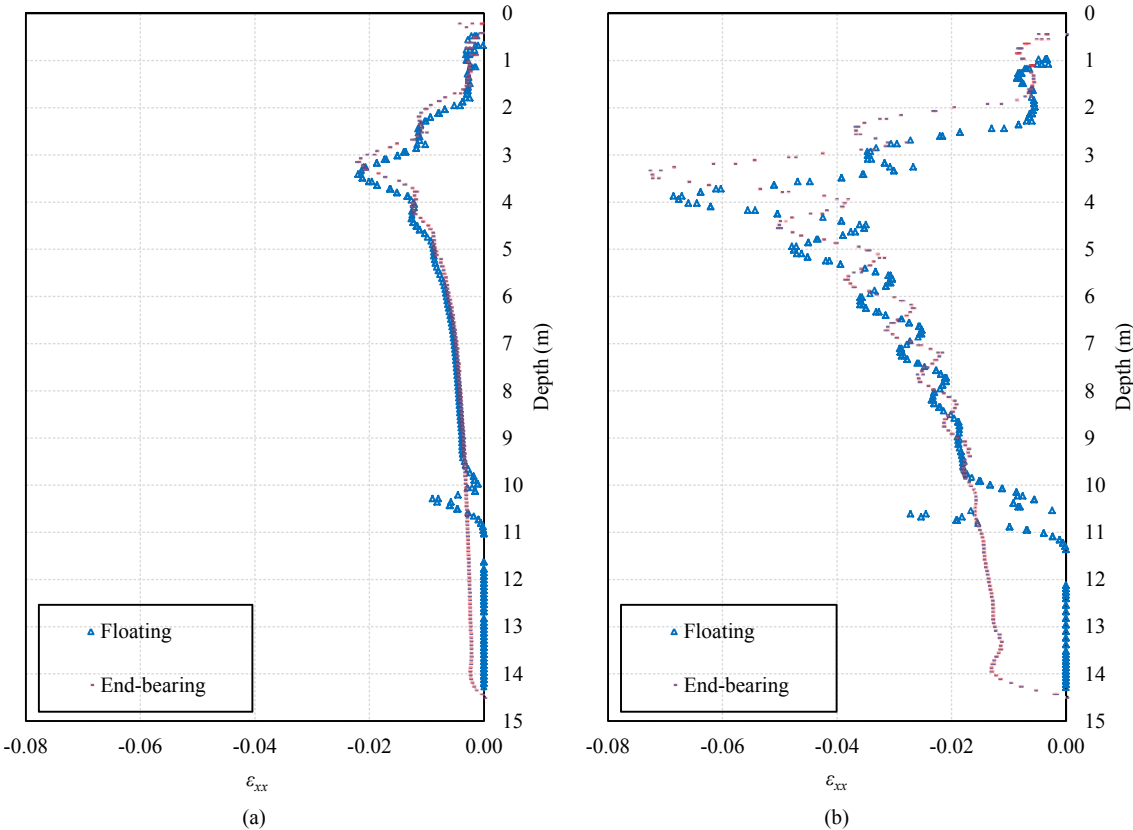 0
1
2
3
4
5
6
7
8
9
10
11
12
13
14
15
Depth (m)
Floating
End-bearing
-0.08 -0.06 -0.04 -0.02 0.00
εxx
(a)
0
1
2
3
4
5
6
7
8
9
10
11
12
13
14
15
Depth (m)
Floating
End-bearing
-0.08 -0.06 -0.04 -0.02 0.00
εxx
(b)